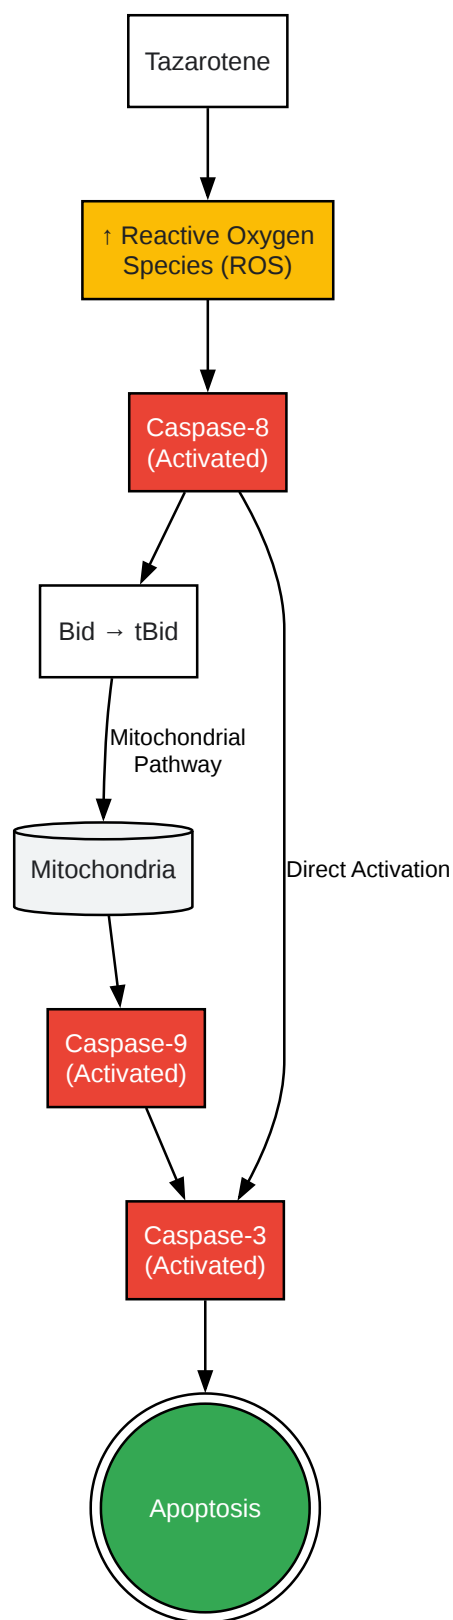 Tazarotene
↑ Reactive Oxygen
Species (ROS)
Caspase-8
(Activated)
Bid → tBid
Mitochondrial
Pathway
Mitochondria
Direct Activation
Caspase-9
(Activated)
Caspase-3
(Activated)
Apoptosis